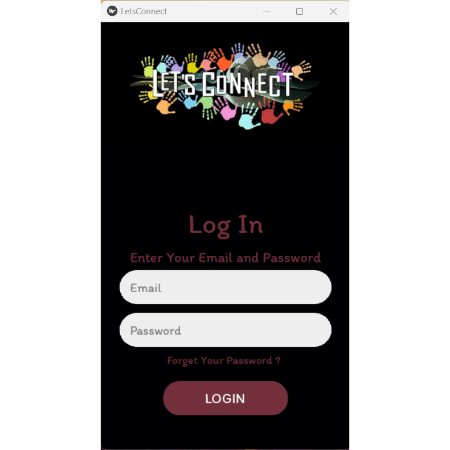 LetsConnect
LET'S CONNECT
Log In
Enter Your Email and Password
Email
Password
Forget Your Password ?
LOGIN